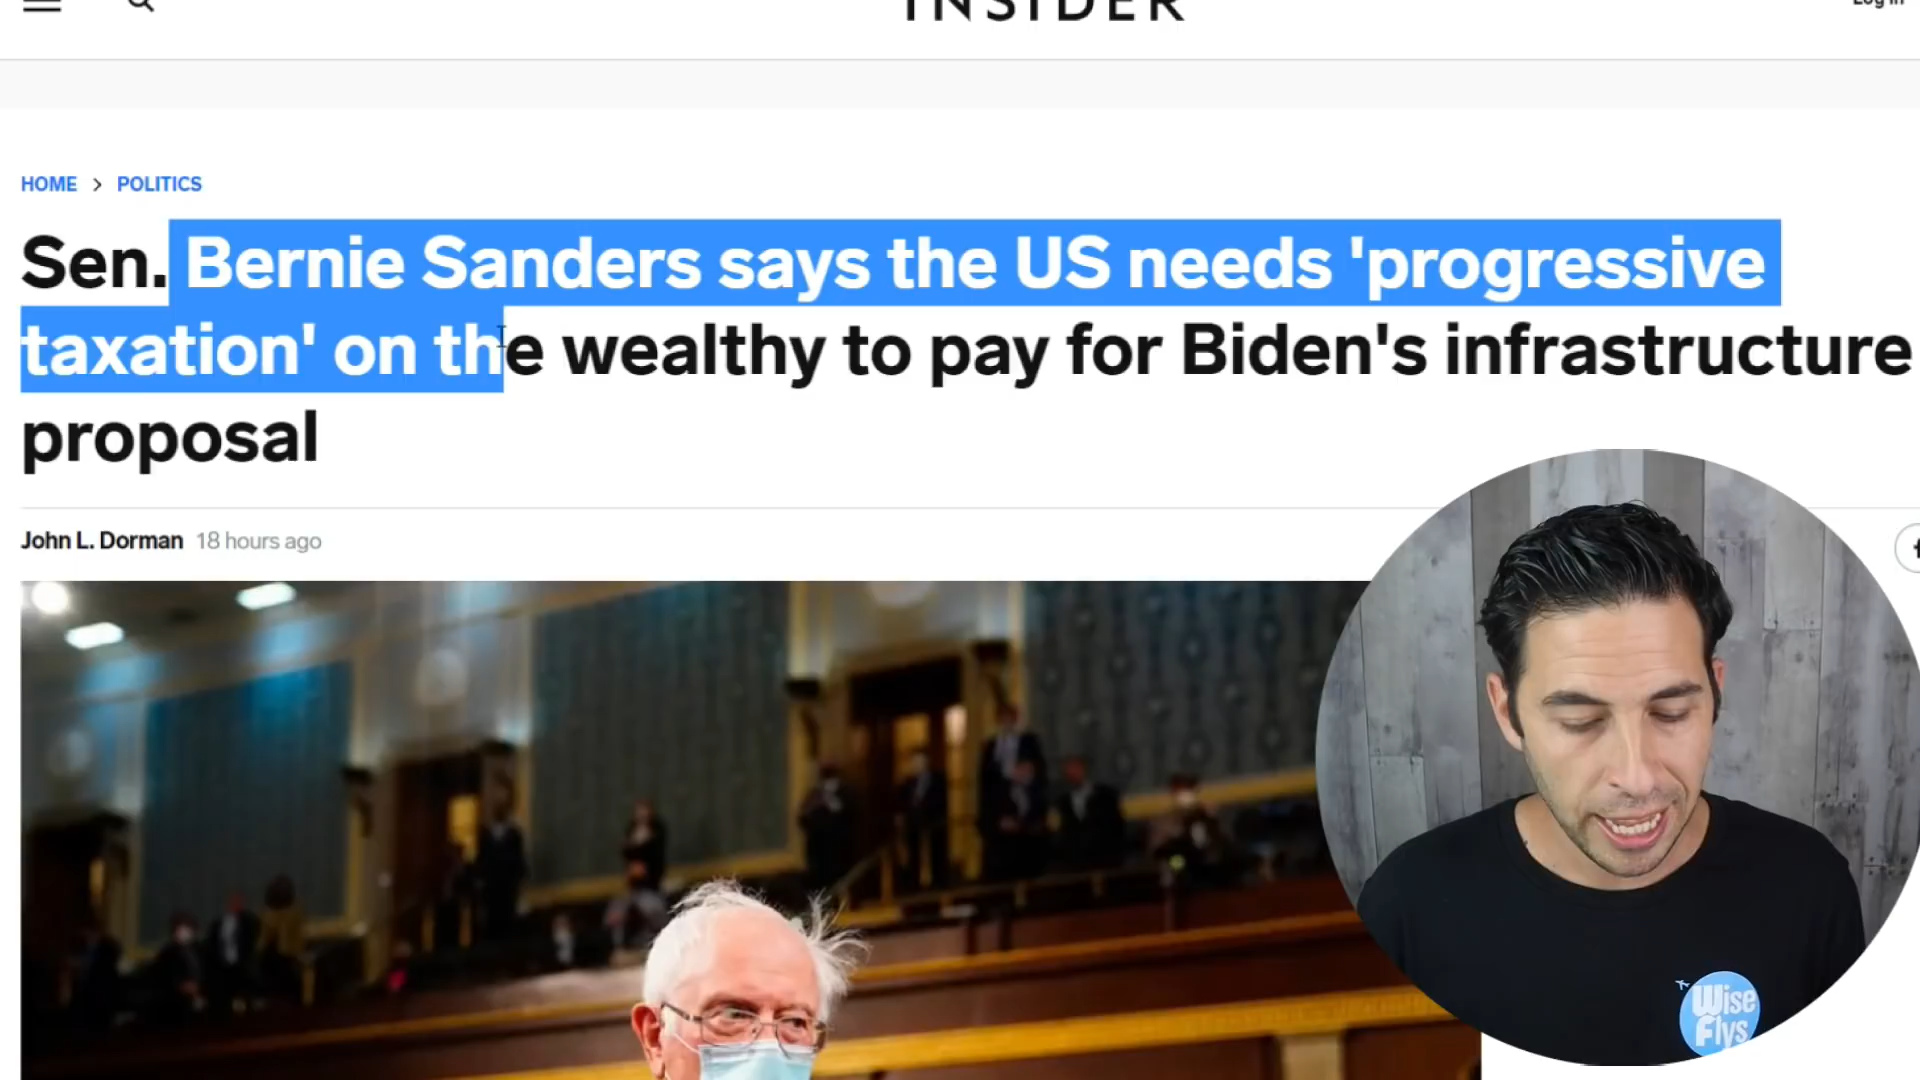 INSIDER
Log in
HOME > POLITICS
Sen. Bernie Sanders says the US needs 'progressive
taxation' on the wealthy to pay for Biden's infrastructure
proposal
John L. Dorman 18 hours ago
Wise
Flys